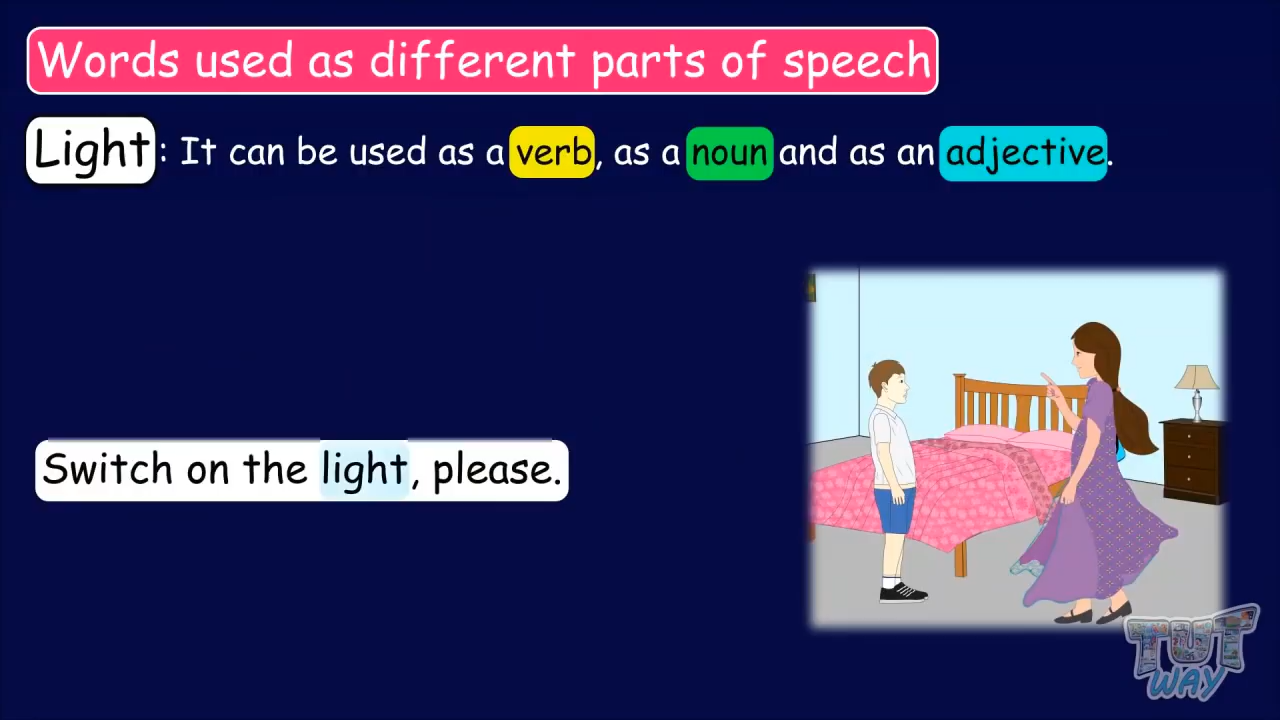 Words used as different parts of speech
Light: It can be used as a verb, as a noun and as an adjective.
Switch on the light, please.
TUT
WAY